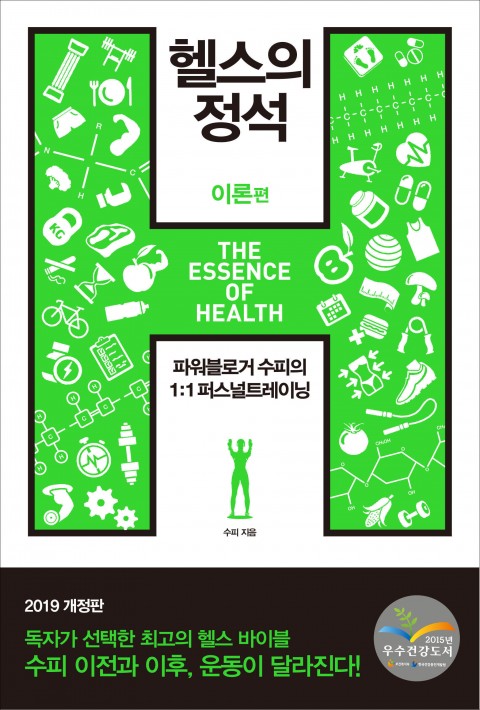 헬스의
정석
이론편
THE
ESSENCE
OF
HEALTH
파워블로거 수피의
1:1 퍼스널트레이닝
수피 지음
KG
R
C
N
H
CH₃
O
H H H H H H H
C C C C C C C
H H H H H H H
CH₂OH
O
OH
2019 개정판
독자가 선택한 최고의 헬스 바이블
수피 이전과 이후, 운동이 달라진다!
2015년
우수건강도서